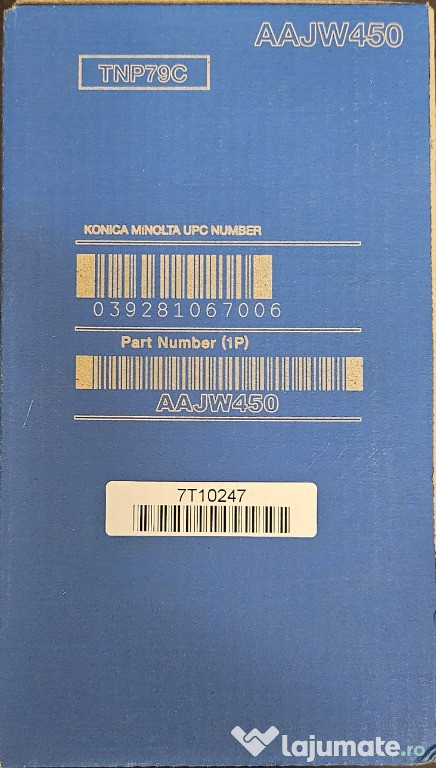 AAJW450
TNP79C
KONICA MINOLTA UPC NUMBER
039281067006
Part Number (1P)
AAJW450
7T10247
lajumate.ro